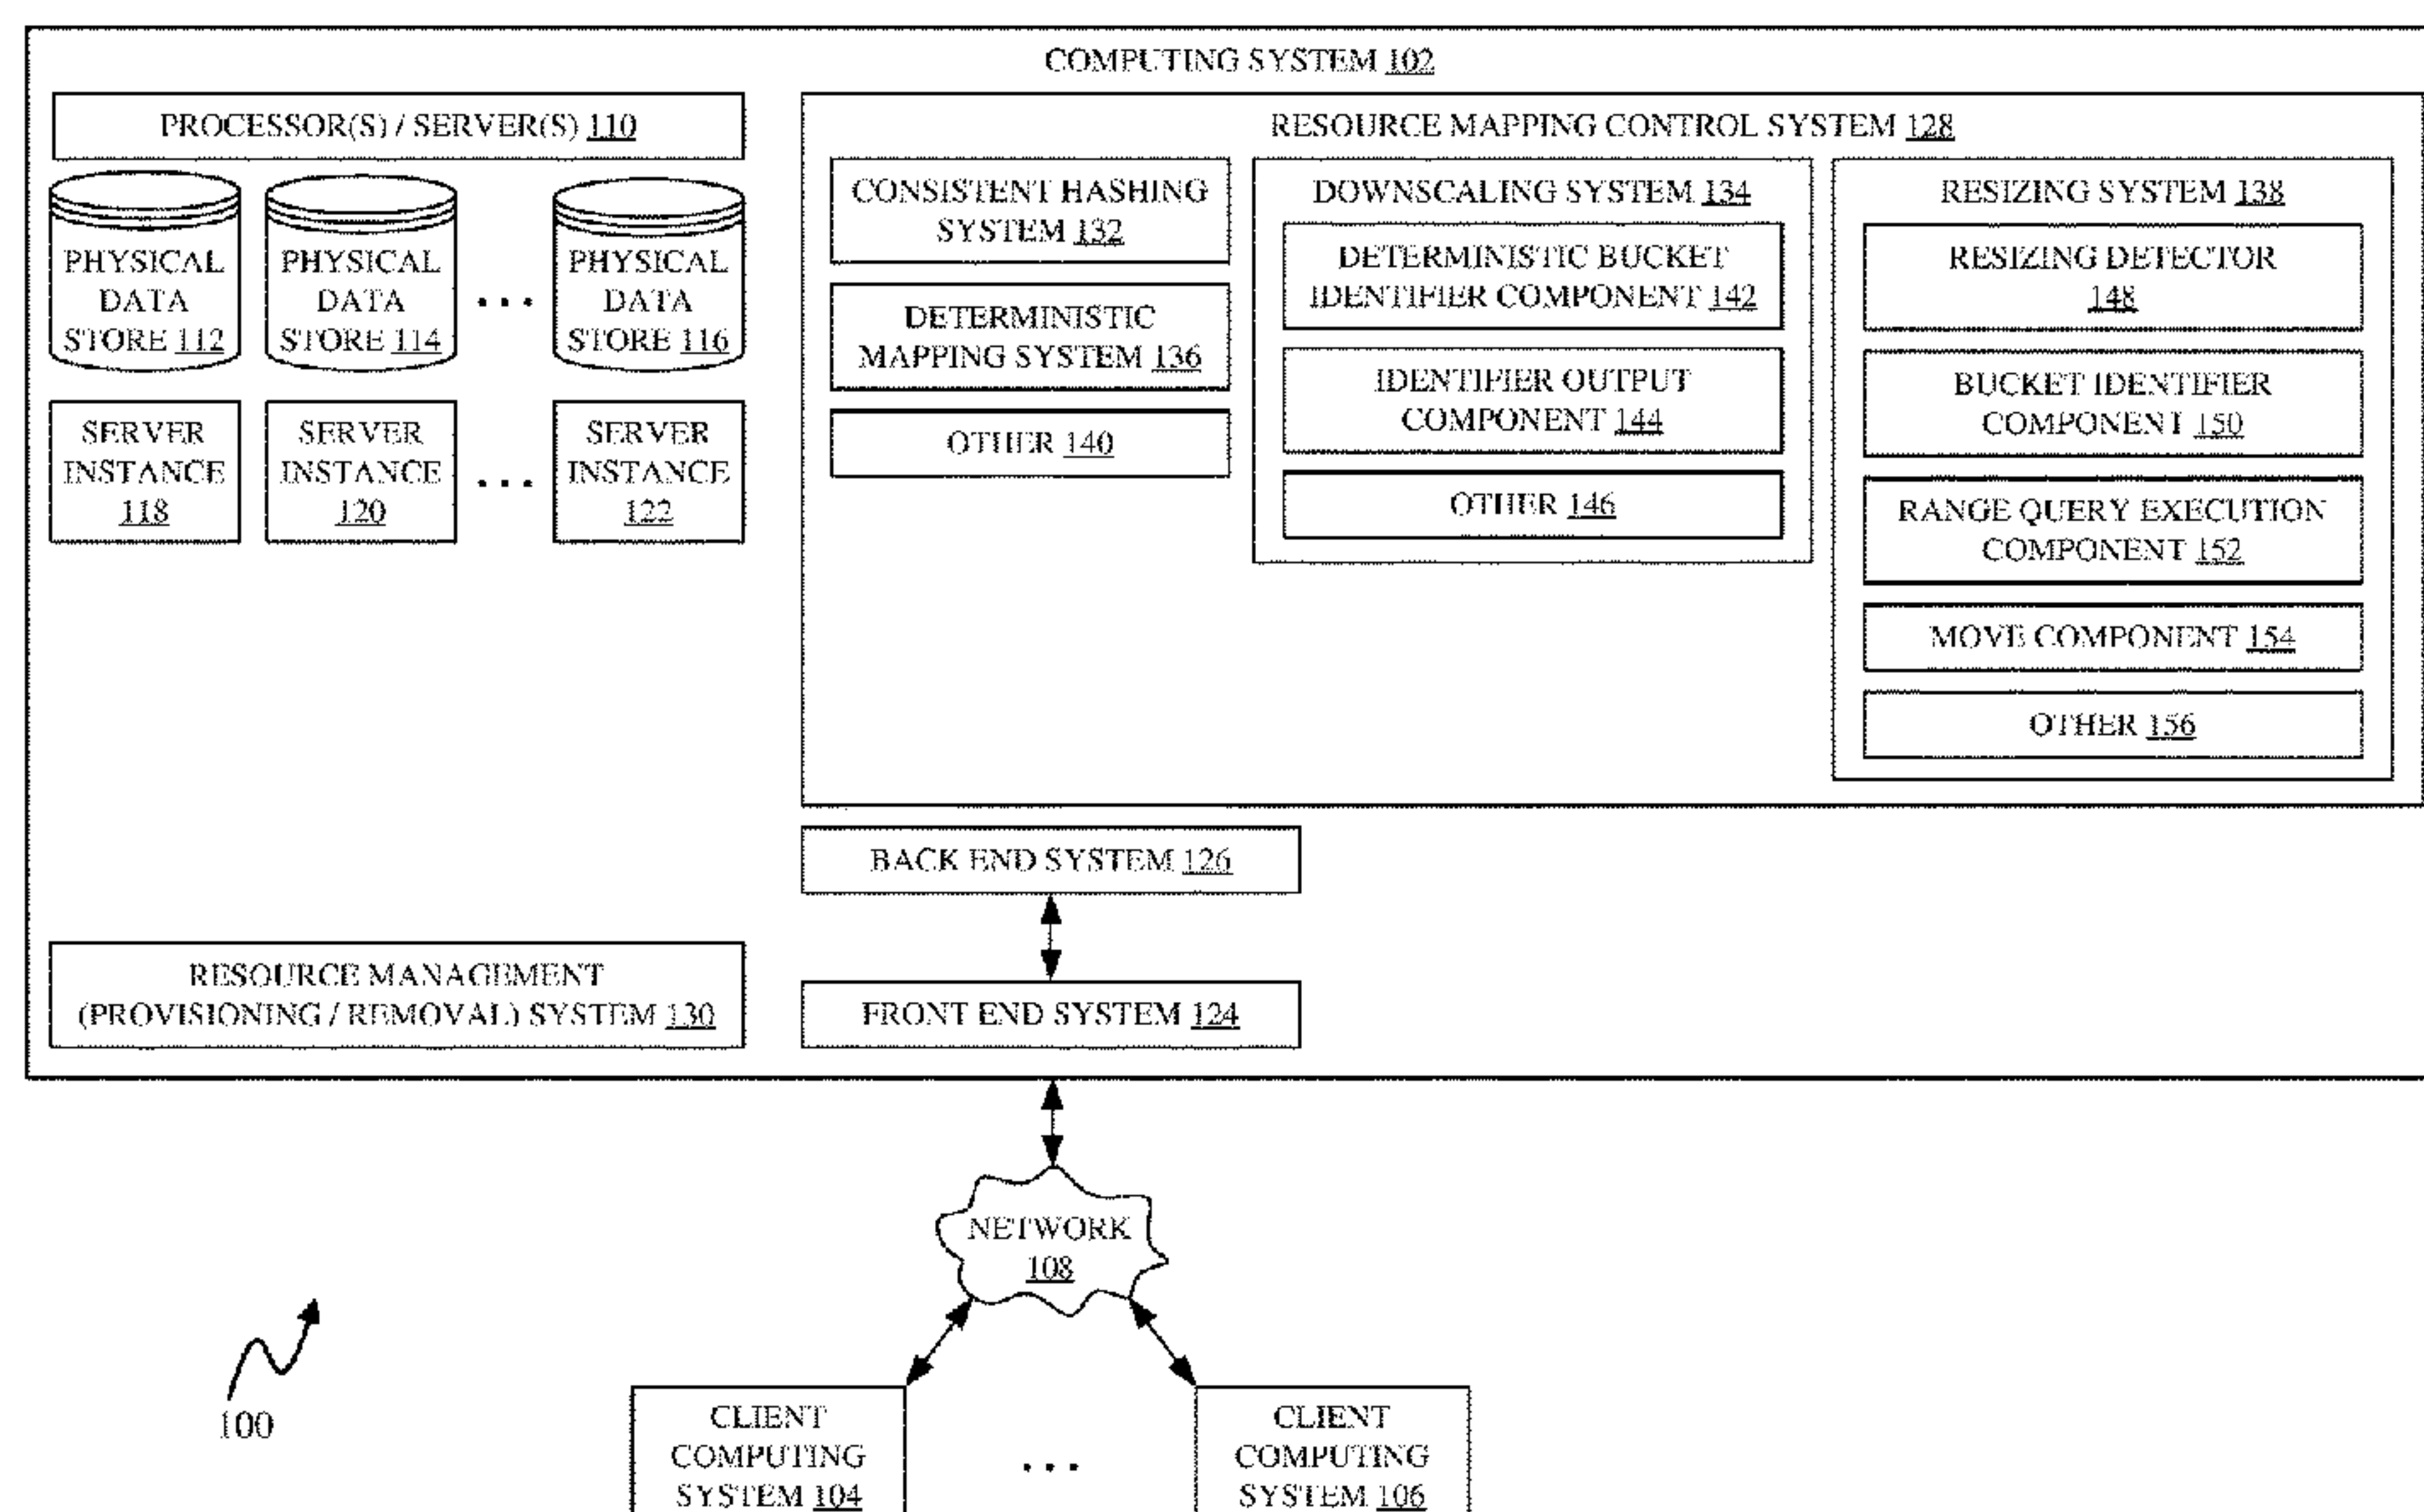 COMPUTING SYSTEM 102
PROCESSOR(S) / SERVER(S) 110
PHYSICAL
DATA
STORE 112
PHYSICAL
DATA
STORE 114
...
PHYSICAL
DATA
STORE 116
SERVER
INSTANCE
118
SERVER
INSTANCE
120
...
SERVER
INSTANCE
122
RESOURCE MAPPING CONTROL SYSTEM 128
CONSISTENT HASHING
SYSTEM 132
DETERMINISTIC
MAPPING SYSTEM 136
OTHER 140
DOWNSCALING SYSTEM 134
DETERMINISTIC BUCKET
IDENTIFIER COMPONENT 142
IDENTIFIER OUTPUT
COMPONENT 144
OTHER 146
RESIZING SYSTEM 138
RESIZING DETECTOR
148
BUCKET IDENTIFIER
COMPONENT 150
RANGE QUERY EXECUTION
COMPONENT 152
MOVE COMPONENT 154
OTHER 156
BACK END SYSTEM 126
RESOURCE MANAGEMENT
(PROVISIONING / REMOVAL) SYSTEM 130
FRONT END SYSTEM 124
NETWORK
108
100
CLIENT
COMPUTING
SYSTEM 104
...
CLIENT
COMPUTING
SYSTEM 106